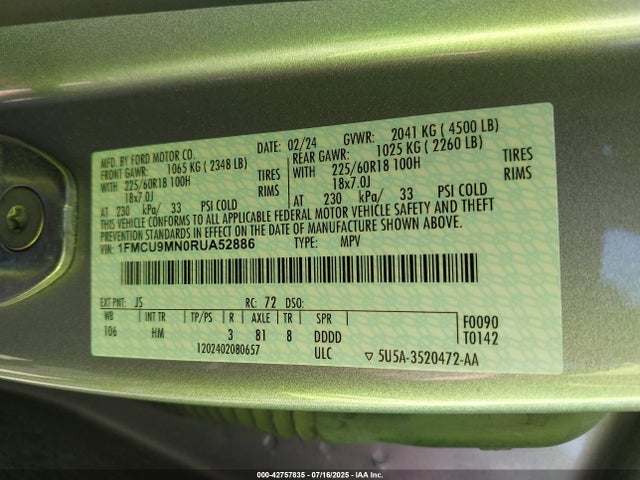 MFD. BY FORD MOTOR CO.
DATE: 02/24 GVWR: 2041 KG ( 4500 LB)
FRONT GAWR: 1065 KG ( 2348 LB) REAR GAWR: 1025 KG ( 2260 LB)
WITH 225/60R18 100H TIRES WITH 225/60R18 100H TIRES
18x7.0J RIMS 18x7.0J RIMS
AT 230 kPa/ 33 PSI COLD AT 230 kPa/ 33 PSI COLD
THIS VEHICLE CONFORMS TO ALL APPLICABLE FEDERAL MOTOR VEHICLE SAFETY AND THEFT
PREVENTION STANDARDS IN EFFECT ON THE DATE OF MANUFACTURE SHOWN ABOVE.
VIN: 1FMCU9MN0RUA52886 TYPE: MPV
EXT PNT: JS RC: 72 DSO:
WB INT TR TP/PS R AXLE TR SPR F0090
106 HM 3 81 8 DDDD T0142
1202402080657 ULC 5U5A-3520472-AA
000-42757835 - 07/16/2025 - IAA Inc.